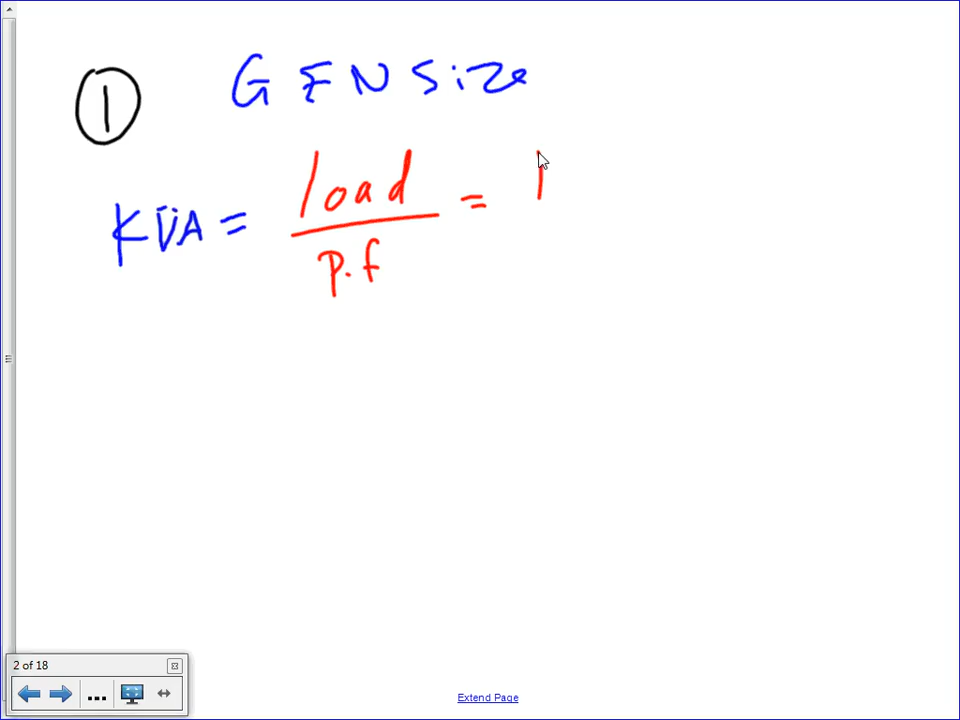 ① GEN Size
KVA = load / p.f = 1
2 of 18
...
Extend Page